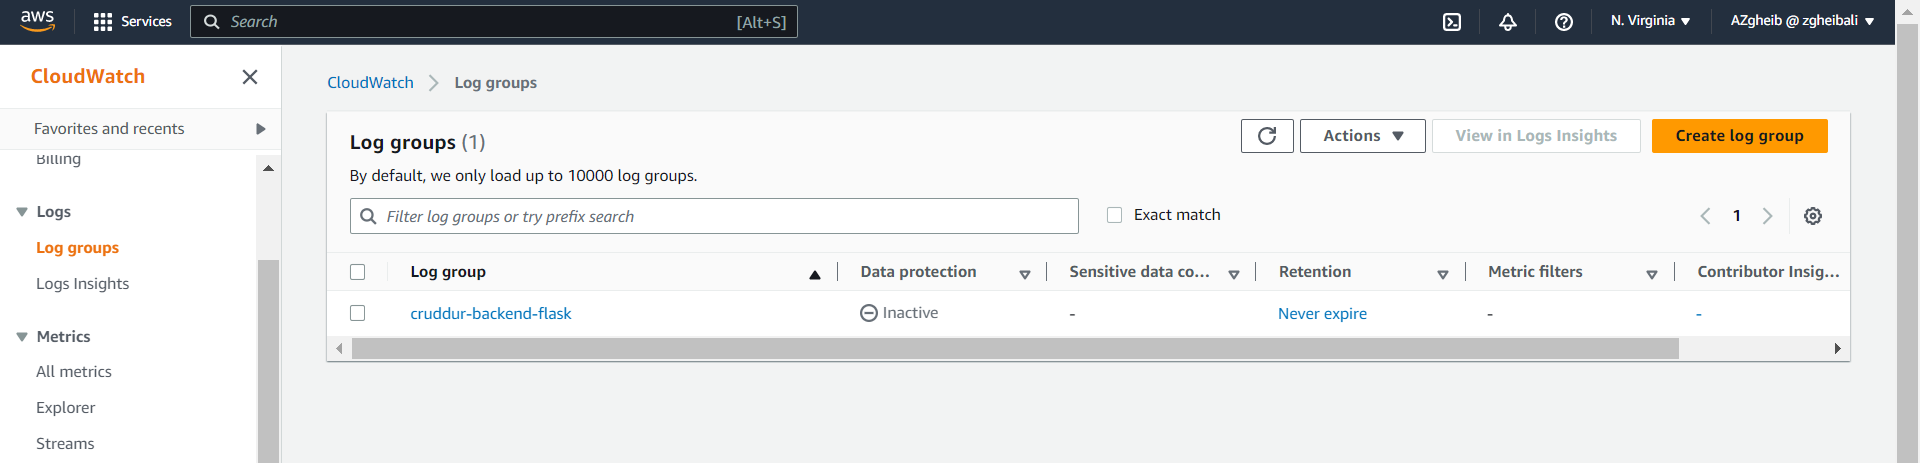 aws
Services
Search
[Alt+S]
N. Virginia
AZgheib @ zgheibali
CloudWatch
Favorites and recents
Billing
Logs
Log groups
Logs Insights
Metrics
All metrics
Explorer
Streams
CloudWatch
Log groups
Log groups (1)
Actions
View in Logs Insights
Create log group
By default, we only load up to 10000 log groups.
Filter log groups or try prefix search
Exact match
1
Log group
Data protection
Sensitive data co...
Retention
Metric filters
Contributor Insig...
cruddur-backend-flask
Inactive
-
Never expire
-
-